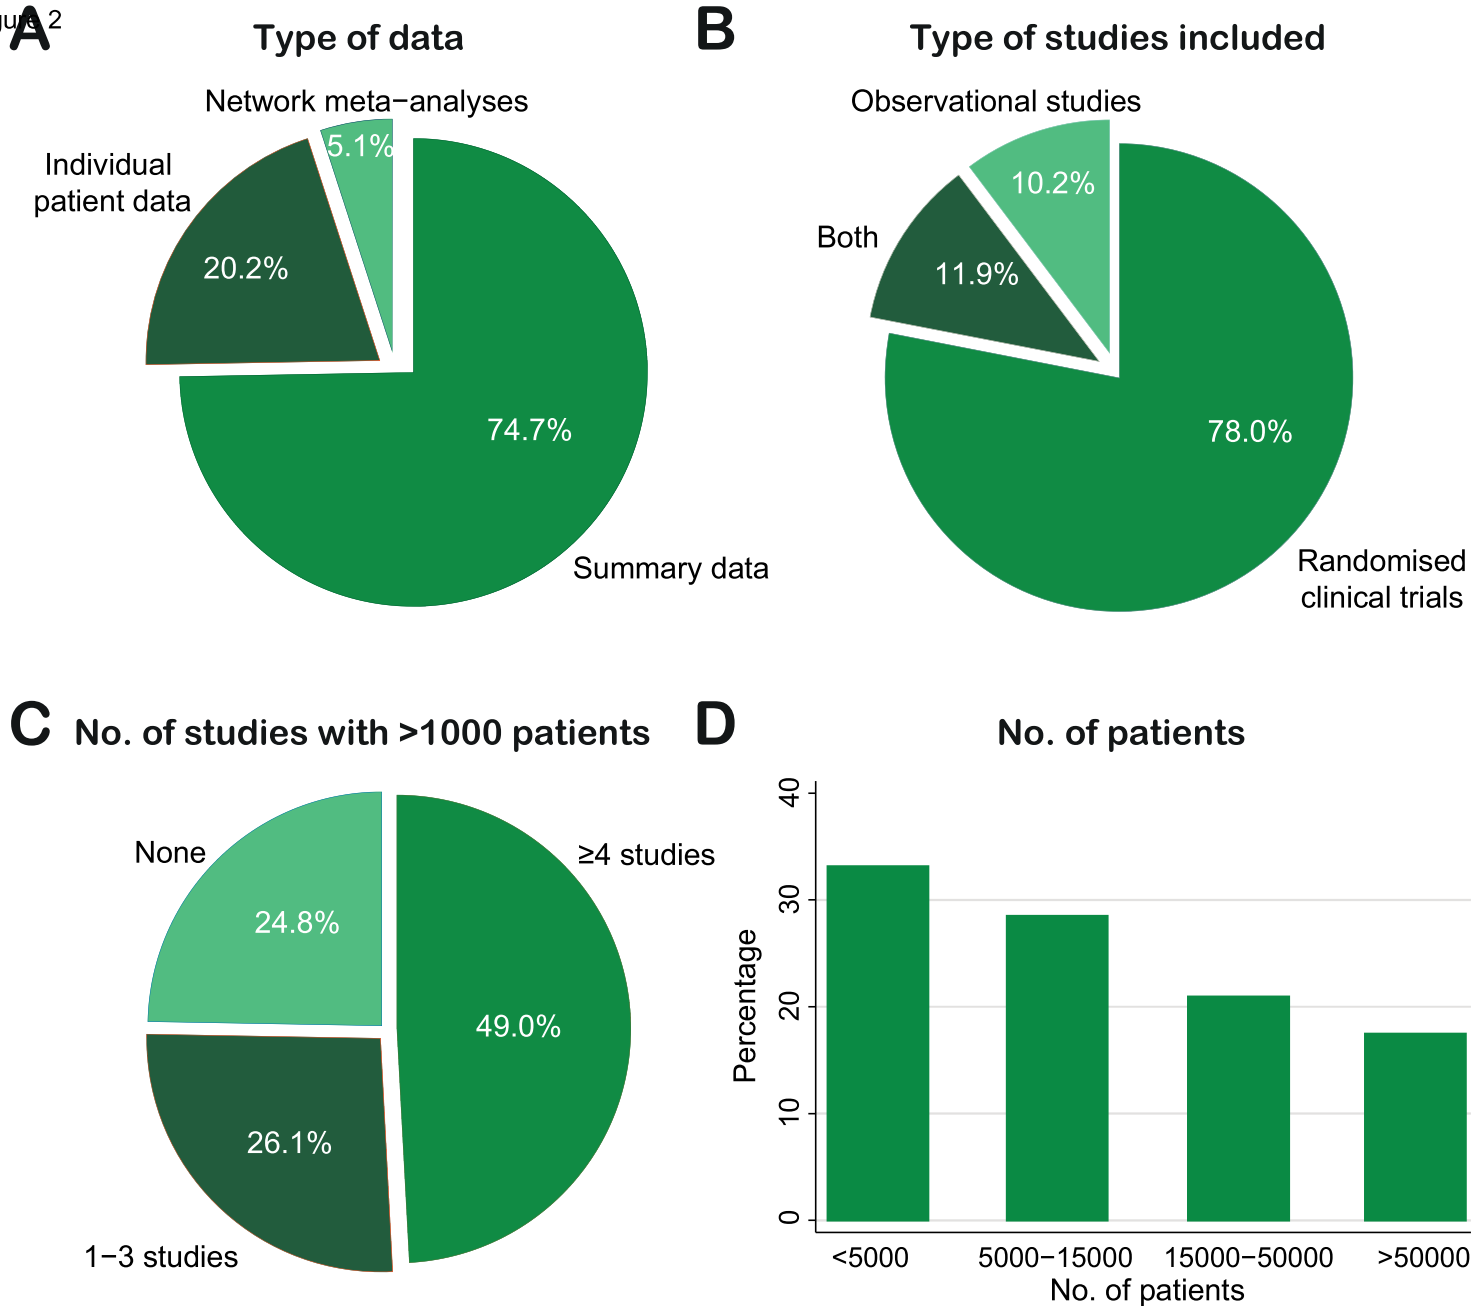 gure 2
A
Type of data
Network meta−analyses
5.1%
Individual
patient data
20.2%
74.7%
Summary data
B
Type of studies included
Observational studies
10.2%
Both
11.9%
78.0%
Randomised
clinical trials
C
No. of studies with >1000 patients
None
≥4 studies
24.8%
49.0%
26.1%
1−3 studies
D
No. of patients
40
30
20
10
0
Percentage
<5000
5000−15000
15000−50000
>50000
No. of patients